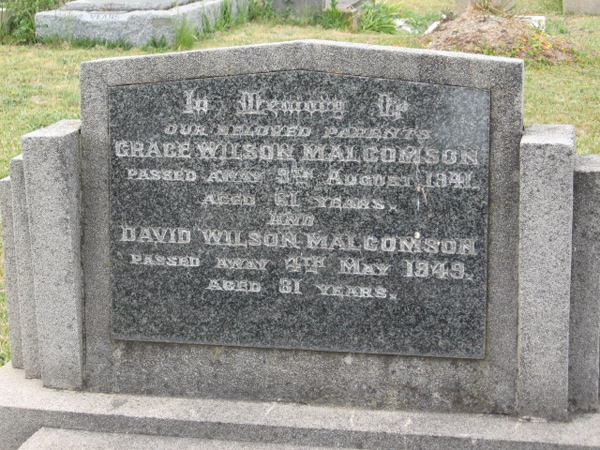 In Memory Of
OUR BELOVED PARENTS
GRACE WILSON MALCOMSON
PASSED AWAY 9TH AUGUST 1941.
AGED 61 YEARS.
AND
DAVID WILSON MALCOMSON
PASSED AWAY 4TH MAY 1949.
AGED 81 YEARS.